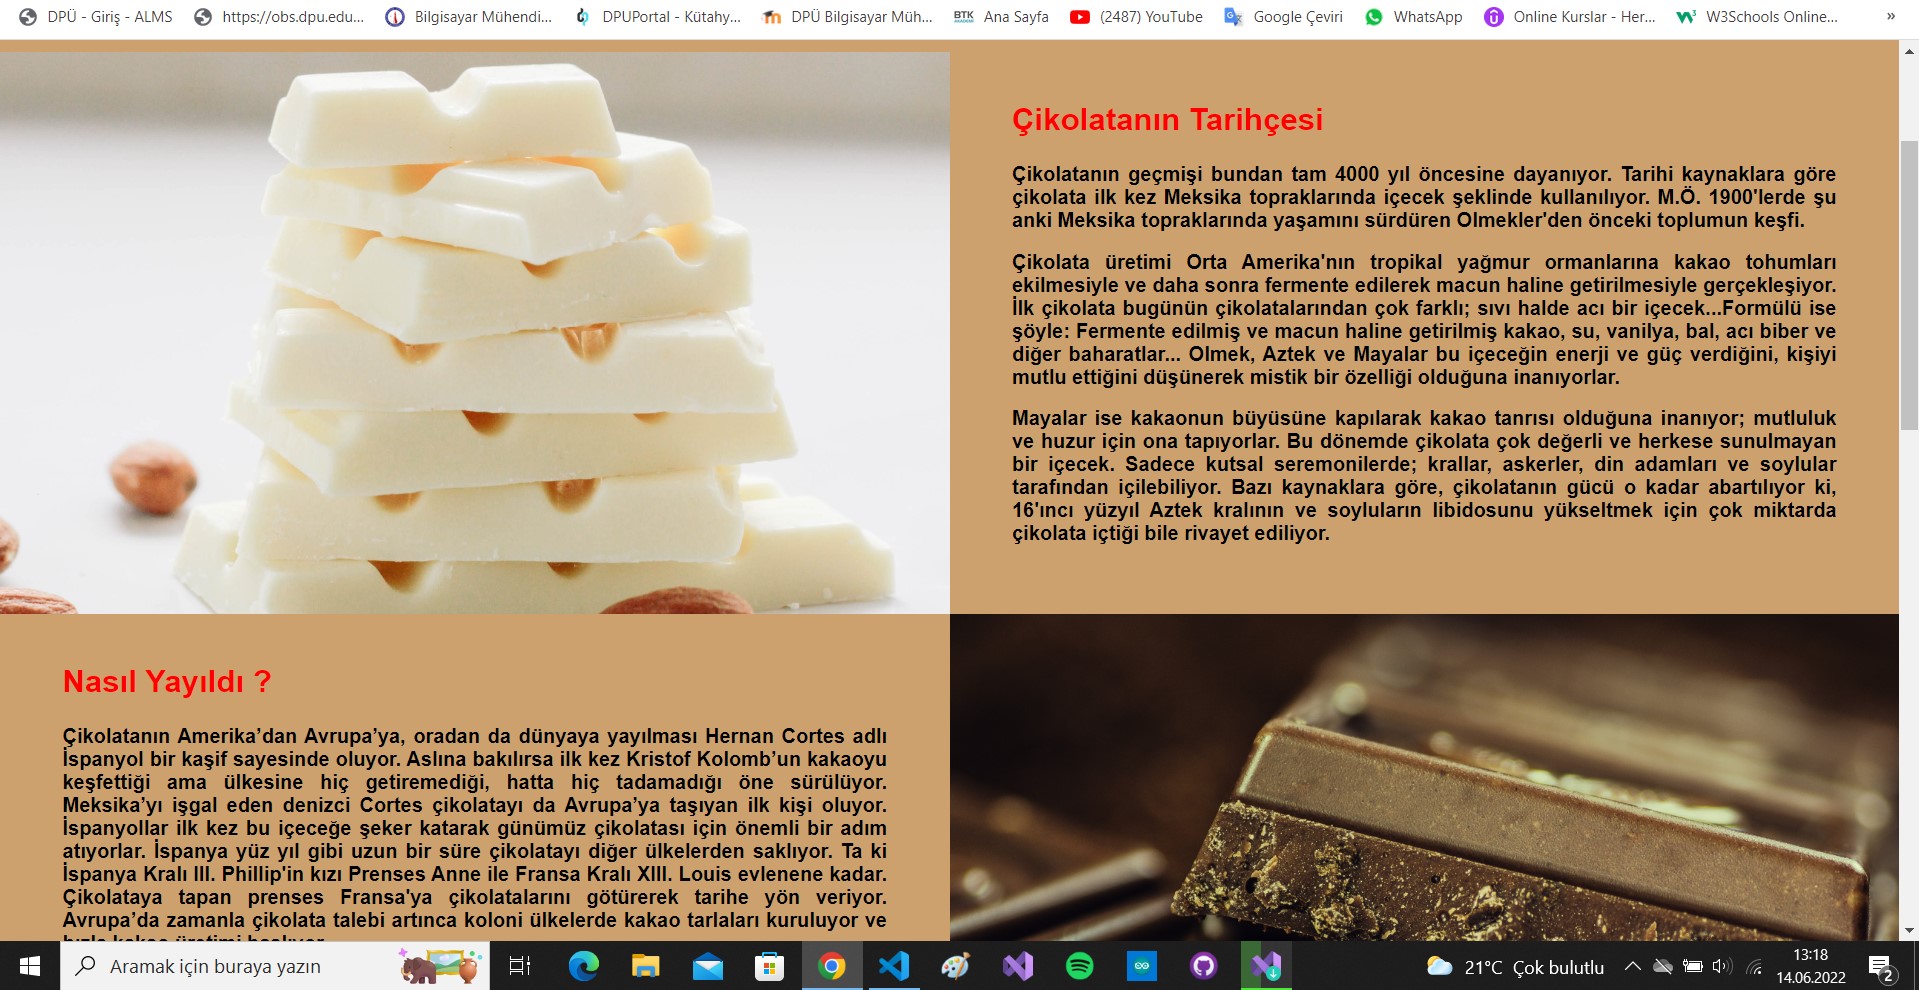 DPÜ - Giriş - ALMS
https://obs.dpu.edu...
Bilgisayar Mühendi...
DPUPortal - Kütahy...
DPÜ Bilgisayar Müh...
BTK AKADEMİ Ana Sayfa
(2487) YouTube
Google Çeviri
WhatsApp
Online Kurslar - Her...
W3Schools Online...
»
Çikolatanın Tarihçesi
Çikolatanın geçmişi bundan tam 4000 yıl öncesine dayanıyor. Tarihi kaynaklara göre
çikolata ilk kez Meksika topraklarında içecek şeklinde kullanılıyor. M.Ö. 1900'lerde şu
anki Meksika topraklarında yaşamını sürdüren Olmekler'den önceki toplumun keşfi.
Çikolata üretimi Orta Amerika'nın tropikal yağmur ormanlarına kakao tohumları
ekilmesiyle ve daha sonra fermente edilerek macun haline getirilmesiyle gerçekleşiyor.
İlk çikolata bugünün çikolatalarından çok farklı; sıvı halde acı bir içecek...Formülü ise
şöyle: Fermente edilmiş ve macun haline getirilmiş kakao, su, vanilya, bal, acı biber ve
diğer baharatlar... Olmek, Aztek ve Mayalar bu içeceğin enerji ve güç verdiğini, kişiyi
mutlu ettiğini düşünerek mistik bir özelliği olduğuna inanıyorlar.
Mayalar ise kakaonun büyüsüne kapılarak kakao tanrısı olduğuna inanıyor; mutluluk
ve huzur için ona tapıyorlar. Bu dönemde çikolata çok değerli ve herkese sunulmayan
bir içecek. Sadece kutsal seremonilerde; krallar, askerler, din adamları ve soylular
tarafından içilebiliyor. Bazı kaynaklara göre, çikolatanın gücü o kadar abartılıyor ki,
16'ıncı yüzyıl Aztek kralının ve soyluların libidosunu yükseltmek için çok miktarda
çikolata içtiği bile rivayet ediliyor.
Nasıl Yayıldı ?
Çikolatanın Amerika’dan Avrupa’ya, oradan da dünyaya yayılması Hernan Cortes adlı
İspanyol bir kaşif sayesinde oluyor. Aslına bakılırsa ilk kez Kristof Kolomb’un kakaoyu
keşfettiği ama ülkesine hiç getiremediği, hatta hiç tadamadığı öne sürülüyor.
Meksika’yı işgal eden denizci Cortes çikolatayı da Avrupa’ya taşıyan ilk kişi oluyor.
İspanyollar ilk kez bu içeceğe şeker katarak günümüz çikolatası için önemli bir adım
atıyorlar. İspanya yüz yıl gibi uzun bir süre çikolatayı diğer ülkelerden saklıyor. Ta ki
İspanya Kralı III. Phillip'in kızı Prenses Anne ile Fransa Kralı XIII. Louis evlenene kadar.
Çikolataya tapan prenses Fransa'ya çikolatalarını götürerek tarihe yön veriyor.
Avrupa’da zamanla çikolata talebi artınca koloni ülkelerde kakao tarlaları kuruluyor ve
hızla kakao üretimi başlıyor.
Aramak için buraya yazın
21°C Çok bulutlu
13:18
14.06.2022
2